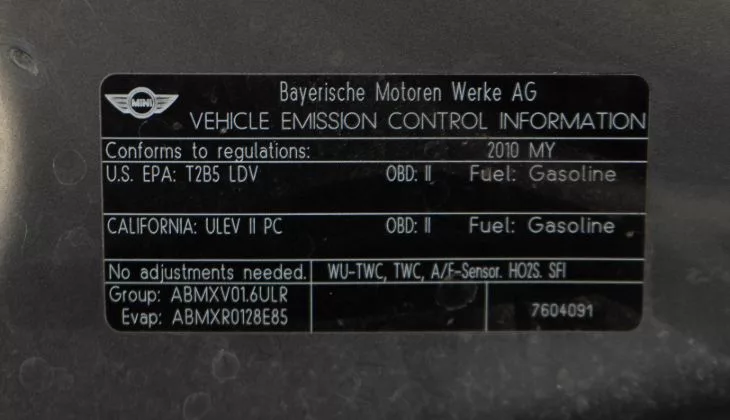 MINI
Bayerische Motoren Werke AG
VEHICLE EMISSION CONTROL INFORMATION
Conforms to regulations: 2010 MY
U.S. EPA: T2B5 LDV OBD: II Fuel: Gasoline
CALIFORNIA: ULEV II PC OBD: II Fuel: Gasoline
No adjustments needed. WU-TWC, TWC, A/F-Sensor. HO2S. SFI
Group: ABMXV01.6ULR
Evap: ABMXR0128E85 7604091